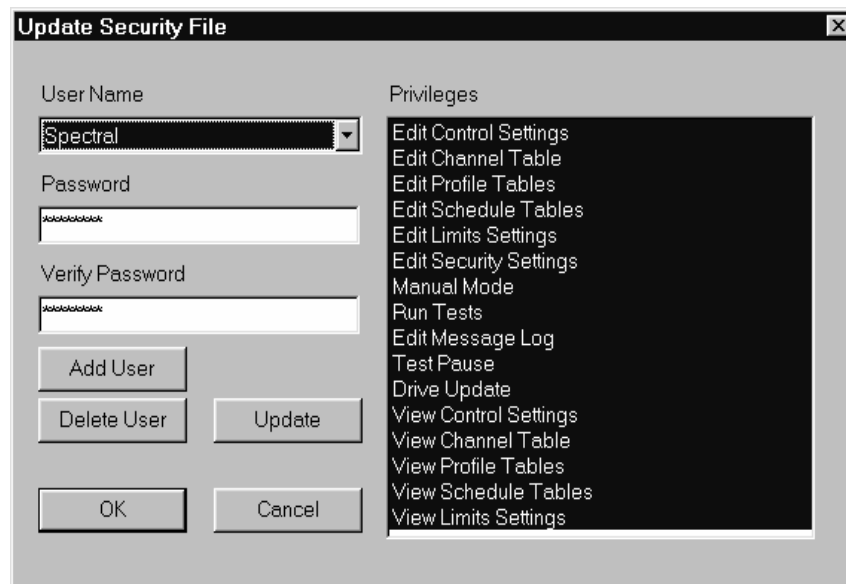 Update Security File
User Name
Spectral
Password
********
Verify Password
********
Add User
Delete User
Update
OK
Cancel
Privileges
Edit Control Settings
Edit Channel Table
Edit Profile Tables
Edit Schedule Tables
Edit Limits Settings
Edit Security Settings
Manual Mode
Run Tests
Edit Message Log
Test Pause
Drive Update
View Control Settings
View Channel Table
View Profile Tables
View Schedule Tables
View Limits Settings